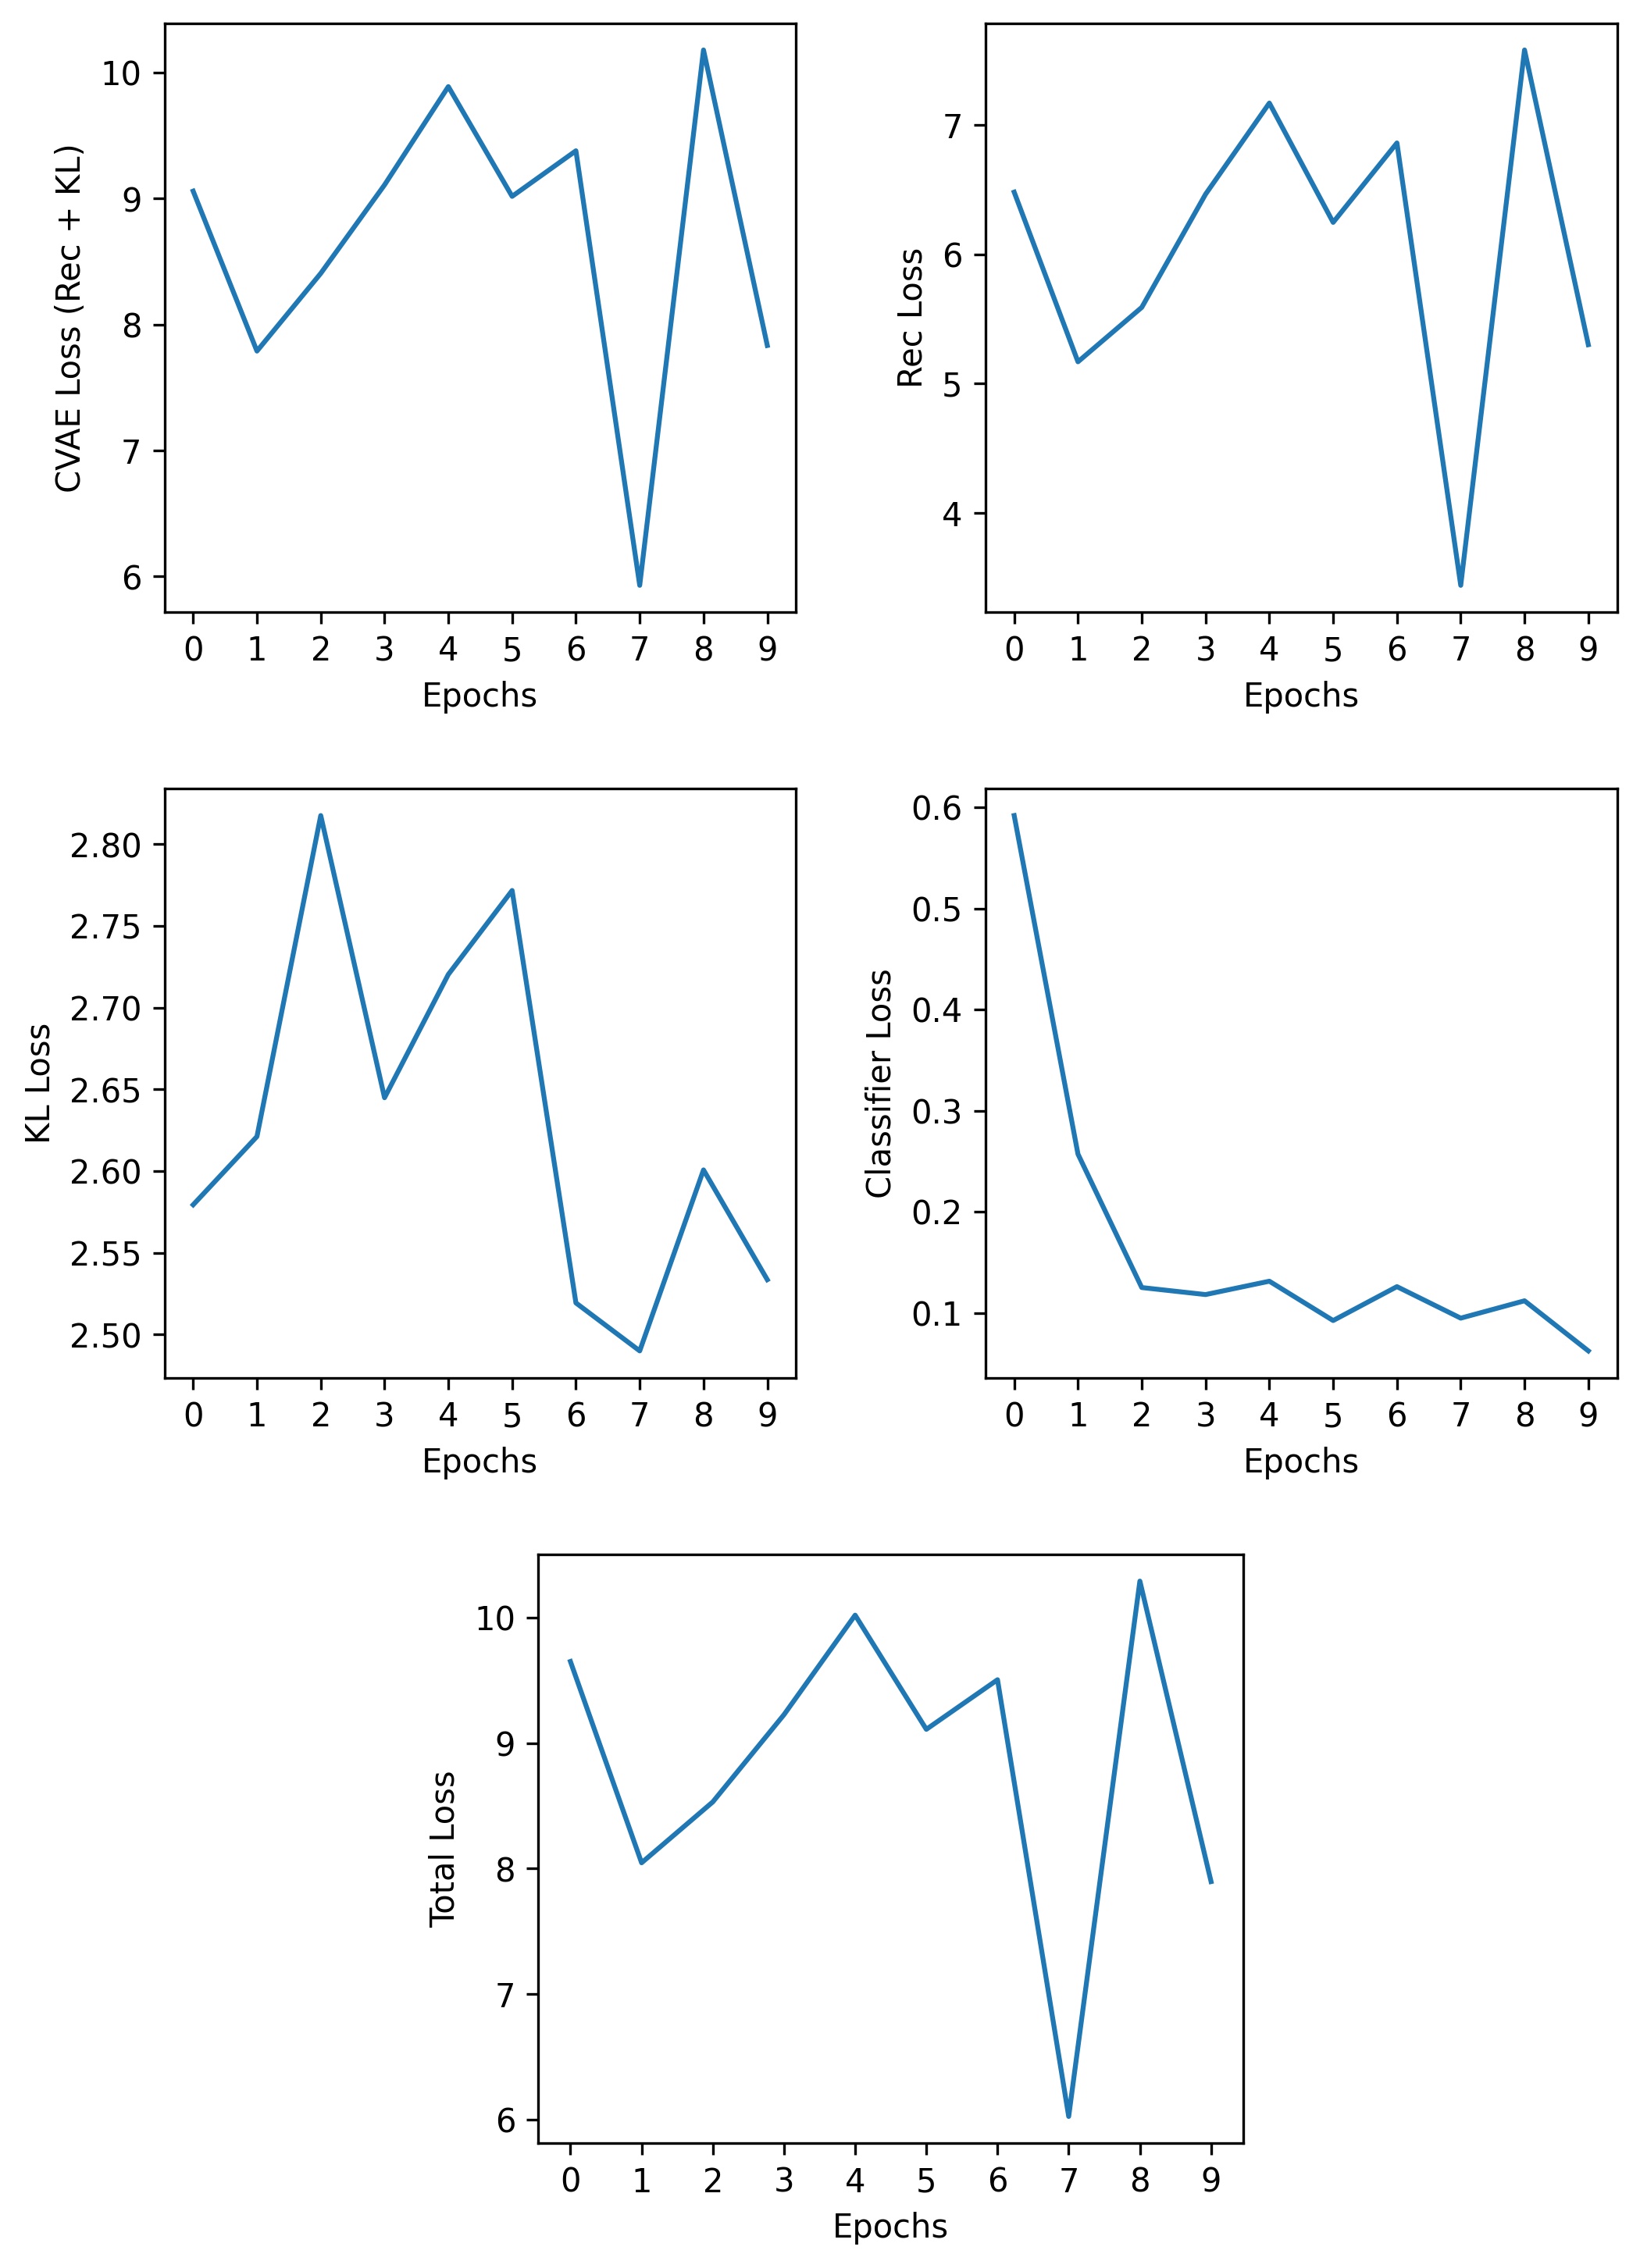 CVAE Loss (Rec + KL)
10
9
8
7
6
0 1 2 3 4 5 6 7 8 9
Epochs
Rec Loss
7
6
5
4
0 1 2 3 4 5 6 7 8 9
Epochs
KL Loss
2.80
2.75
2.70
2.65
2.60
2.55
2.50
0 1 2 3 4 5 6 7 8 9
Epochs
Classifier Loss
0.6
0.5
0.4
0.3
0.2
0.1
0 1 2 3 4 5 6 7 8 9
Epochs
Total Loss
10
9
8
7
6
0 1 2 3 4 5 6 7 8 9
Epochs